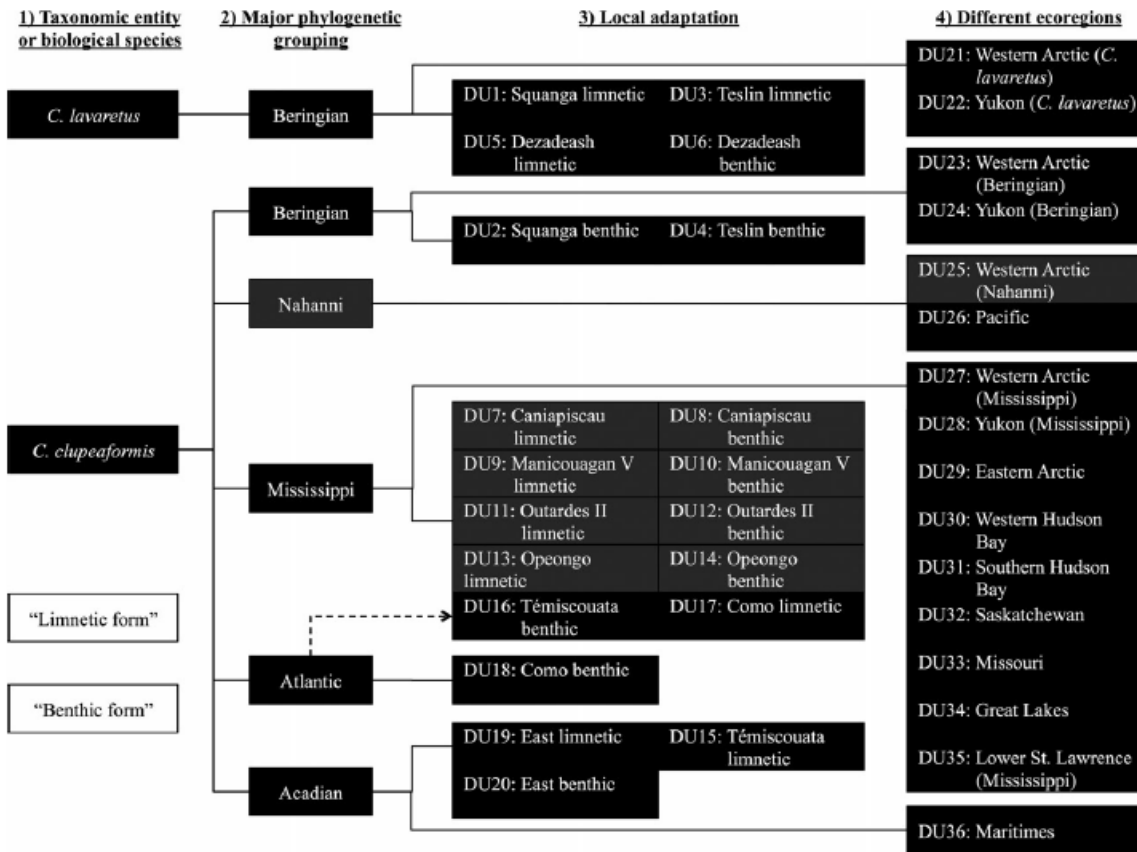 1) Taxonomic entity
or biological species
2) Major phylogenetic
grouping
3) Local adaptation
4) Different ecoregions
C. lavaretus
Beringian
DU1: Squanga limnetic
DU3: Teslin limnetic
DU5: Dezadeash
limnetic
DU6: Dezadeash
benthic
DU21: Western Arctic (C.
lavaretus)
DU22: Yukon (C. lavaretus)
Beringian
DU2: Squanga benthic
DU4: Teslin benthic
DU23: Western Arctic
(Beringian)
DU24: Yukon (Beringian)
Nahanni
DU25: Western Arctic
(Nahanni)
DU26: Pacific
C. clupeaformis
Mississippi
DU7: Caniapiscau
limnetic
DU8: Caniapiscau
benthic
DU9: Manicouagan V
limnetic
DU10: Manicouagan V
benthic
DU11: Outardes II
limnetic
DU12: Outardes II
benthic
DU13: Opeongo
limnetic
DU14: Opeongo
benthic
DU16: Témiscouata
benthic
DU17: Como limnetic
DU27: Western Arctic
(Mississippi)
DU28: Yukon (Mississippi)
DU29: Eastern Arctic
DU30: Western Hudson
Bay
DU31: Southern Hudson
Bay
DU32: Saskatchewan
DU33: Missouri
DU34: Great Lakes
DU35: Lower St. Lawrence
(Mississippi)
"Limnetic form"
"Benthic form"
Atlantic
DU18: Como benthic
Acadian
DU19: East limnetic
DU15: Témiscouata
limnetic
DU20: East benthic
DU36: Maritimes